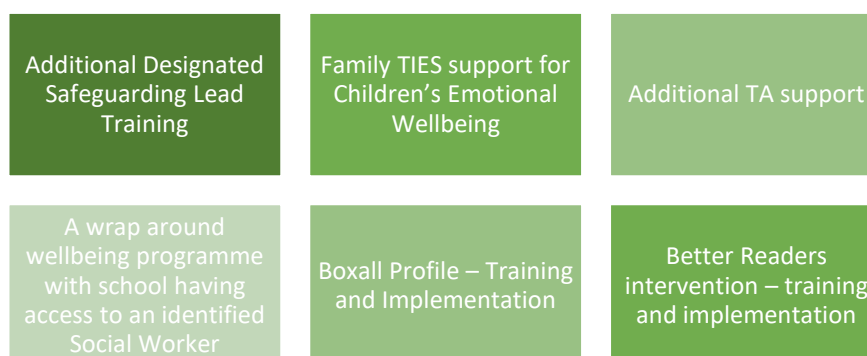 Additional Designated
Safeguarding Lead
Training
Family TIES support for
Children's Emotional
Wellbeing
Additional TA support
A wrap around
wellbeing programme
with school having
access to an identified
Social Worker
Boxall Profile – Training
and Implementation
Better Readers
intervention – training
and implementation